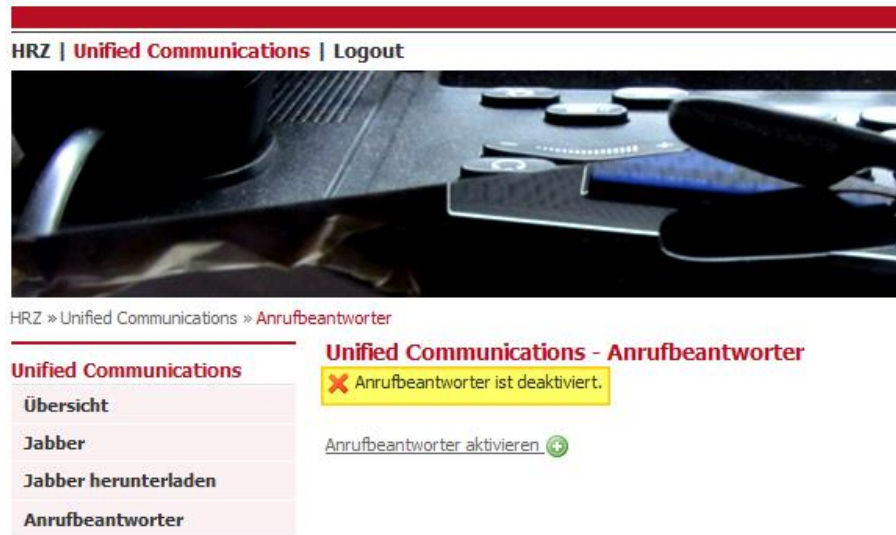 HRZ | Unified Communications | Logout
HRZ » Unified Communications » Anrufbeantworter
Unified Communications
Übersicht
Jabber
Jabber herunterladen
Anrufbeantworter
Unified Communications - Anrufbeantworter
Anrufbeantworter ist deaktiviert.
Anrufbeantworter aktivieren